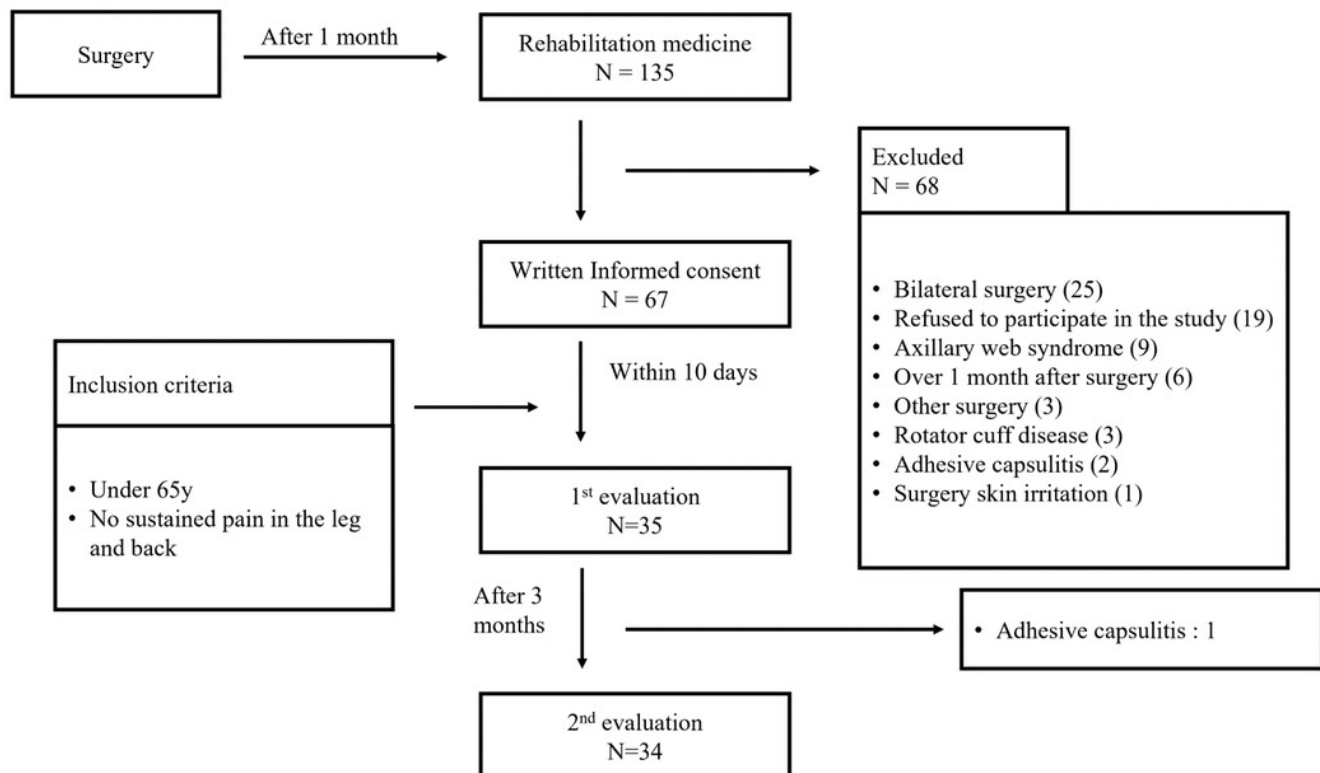 Surgery
After 1 month
Rehabilitation medicine
N = 135
Excluded
N = 68
• Bilateral surgery (25)
• Refused to participate in the study (19)
• Axillary web syndrome (9)
• Over 1 month after surgery (6)
• Other surgery (3)
• Rotator cuff disease (3)
• Adhesive capsulitis (2)
• Surgery skin irritation (1)
Written Informed consent
N = 67
Within 10 days
Inclusion criteria
• Under 65y
• No sustained pain in the leg
and back
1st evaluation
N=35
After 3
months
• Adhesive capsulitis : 1
2nd evaluation
N=34